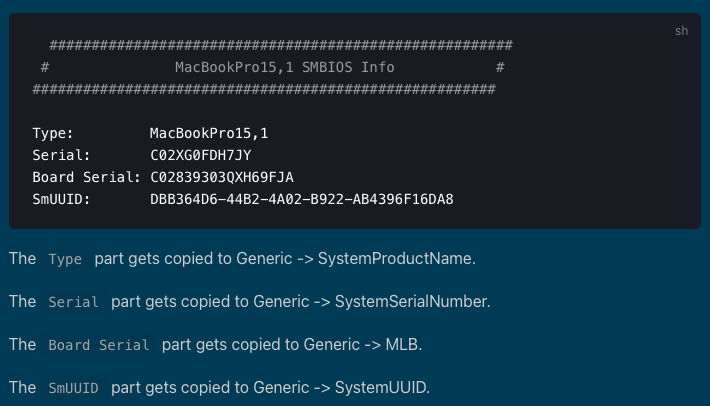 sh
#######################################################
# MacBookPro15,1 SMBIOS Info #
#######################################################
Type: MacBookPro15,1
Serial: C02XG0FDH7JY
Board Serial: C02839303QXH69FJA
SmUUID: DBB364D6-44B2-4A02-B922-AB4396F16DA8
The Type part gets copied to Generic -> SystemProductName.
The Serial part gets copied to Generic -> SystemSerialNumber.
The Board Serial part gets copied to Generic -> MLB.
The SmUUID part gets copied to Generic -> SystemUUID.